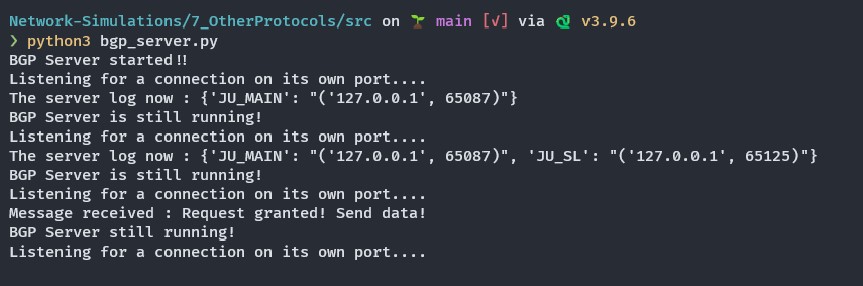 Network-Simulations/7_OtherProtocols/src on 🌱 main [√] via 🐍 v3.9.6
❯ python3 bgp_server.py
BGP Server started!!
Listening for a connection on its own port....
The server log now : {'JU_MAIN': "('127.0.0.1', 65087)"}
BGP Server is still running!
Listening for a connection on its own port....
The server log now : {'JU_MAIN': "('127.0.0.1', 65087)", 'JU_SL': "('127.0.0.1', 65125)"}
BGP Server is still running!
Listening for a connection on its own port....
Message received : Request granted! Send data!
BGP Server still running!
Listening for a connection on its own port....